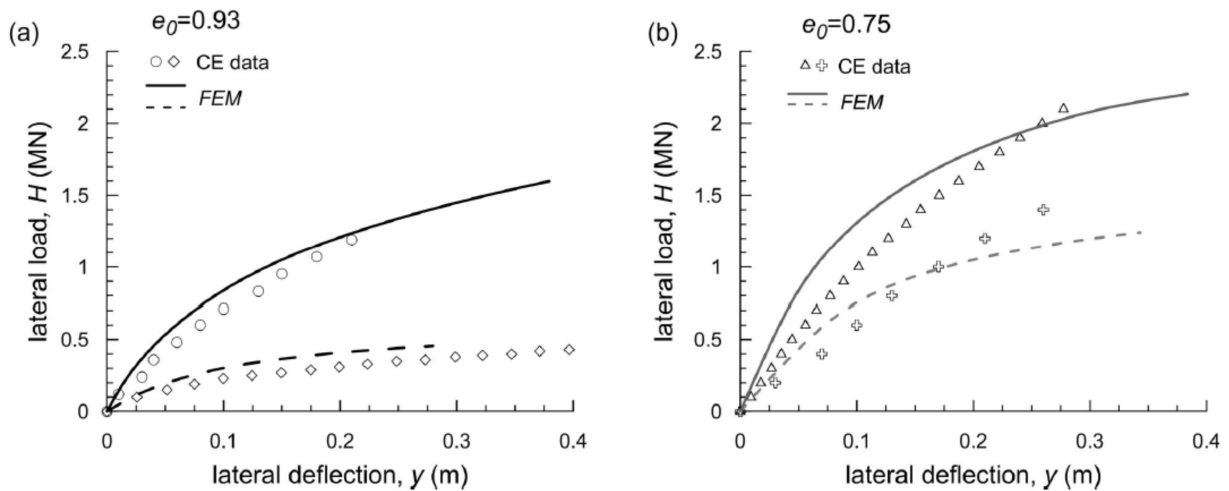 (a)
e0=0.93
CE data
FEM
lateral load, H (MN)
2.5
2
1.5
1
0.5
0
0
0.1
0.2
0.3
0.4
lateral deflection, y (m)
(b)
e0=0.75
CE data
FEM
lateral load, H (MN)
2.5
2
1.5
1
0.5
0
0
0.1
0.2
0.3
0.4
lateral deflection, y (m)